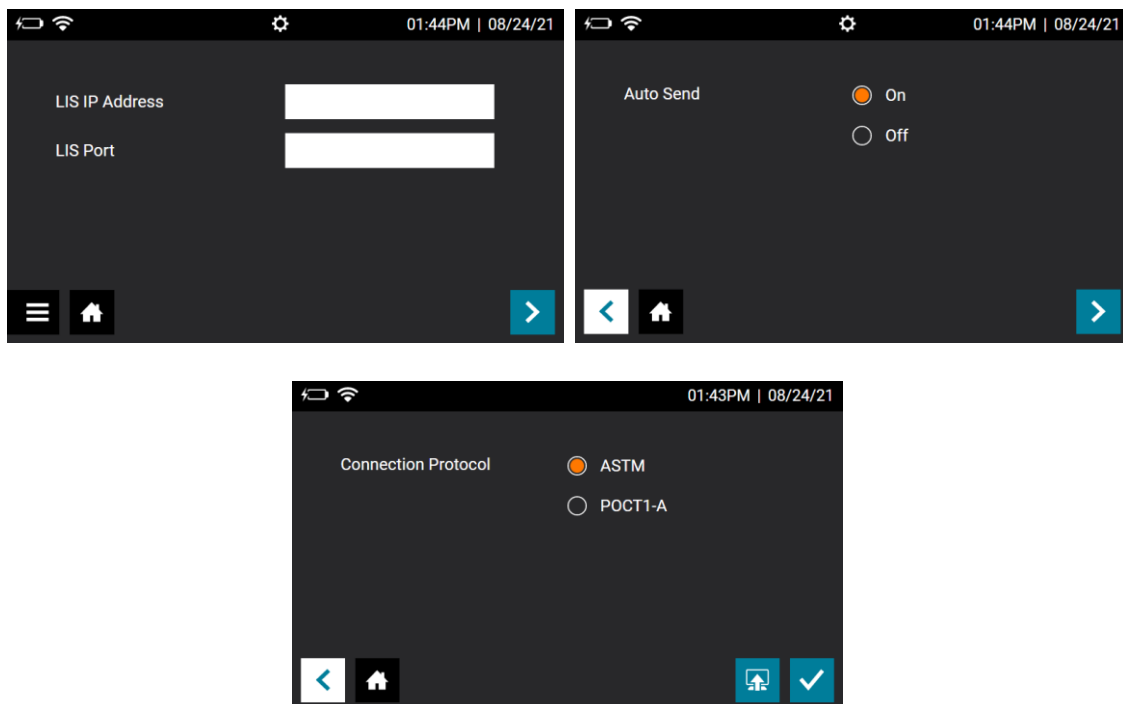 01:44PM | 08/24/21
LIS IP Address
LIS Port
01:44PM | 08/24/21
Auto Send
On
Off
01:43PM | 08/24/21
Connection Protocol
ASTM
POCT1-A